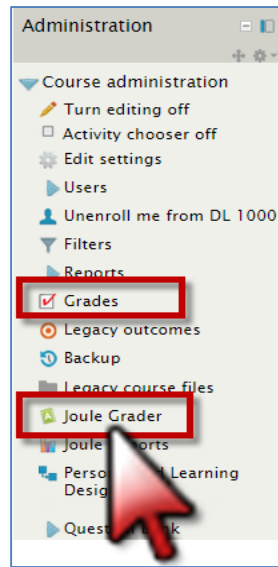 Administration
Course administration
Turn editing off
Activity chooser off
Edit settings
Users
Unenroll me from DL 1000
Filters
Reports
Grades
Legacy outcomes
Backup
Legacy course files
Joule Grader
Joule
Learning